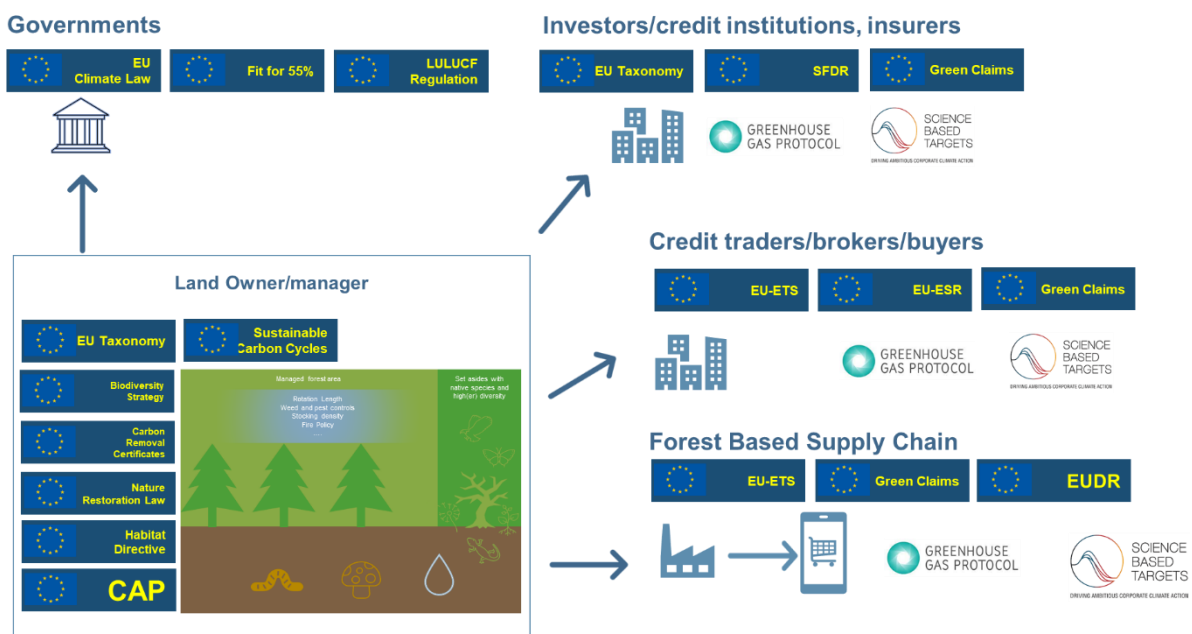 Governments
EU
Climate Law
Fit for 55%
LULUCF
Regulation
Investors/credit institutions, insurers
EU Taxonomy
SFDR
Green Claims
GREENHOUSE
GAS PROTOCOL
SCIENCE
BASED
TARGETS
DRIVING AMBITIOUS CORPORATE CLIMATE ACTION
Credit traders/brokers/buyers
EU-ETS
EU-ESR
Green Claims
GREENHOUSE
GAS PROTOCOL
SCIENCE
BASED
TARGETS
DRIVING AMBITIOUS CORPORATE CLIMATE ACTION
Forest Based Supply Chain
EU-ETS
Green Claims
EUDR
GREENHOUSE
GAS PROTOCOL
SCIENCE
BASED
TARGETS
DRIVING AMBITIOUS CORPORATE CLIMATE ACTION
Land Owner/manager
EU Taxonomy
Sustainable
Carbon Cycles
Biodiversity
Strategy
Carbon
Removal
Certificates
Nature
Restoration Law
Habitat
Directive
CAP
Managed forest area
Rotation Length
Weed and pest controls
Stocking density
Fire Policy
....
Set asides with
native species and
high(er) diversity